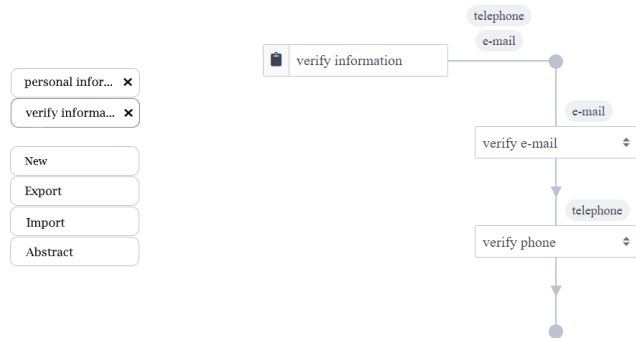 telephone
e-mail
verify information
personal infor...
verify informa...
e-mail
verify e-mail
New
Export
telephone
Import
verify phone
Abstract